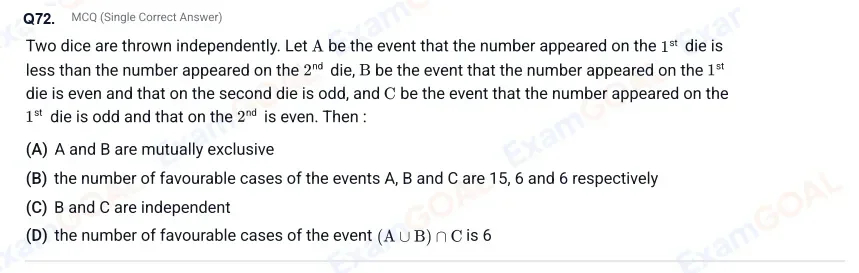 Q72. MCQ (Single Correct Answer)
Two dice are thrown independently. Let A be the event that the number appeared on the 1st die is
less than the number appeared on the 2nd die, B be the event that the number appeared on the 1st
die is even and that on the second die is odd, and C be the event that the number appeared on the
1st die is odd and that on the 2nd is even. Then :
(A) A and B are mutually exclusive
(B) the number of favourable cases of the events A, B and C are 15, 6 and 6 respectively
(C) B and C are independent
(D) the number of favourable cases of the event (A ∪ B) ∩ C is 6
ExamGOAL